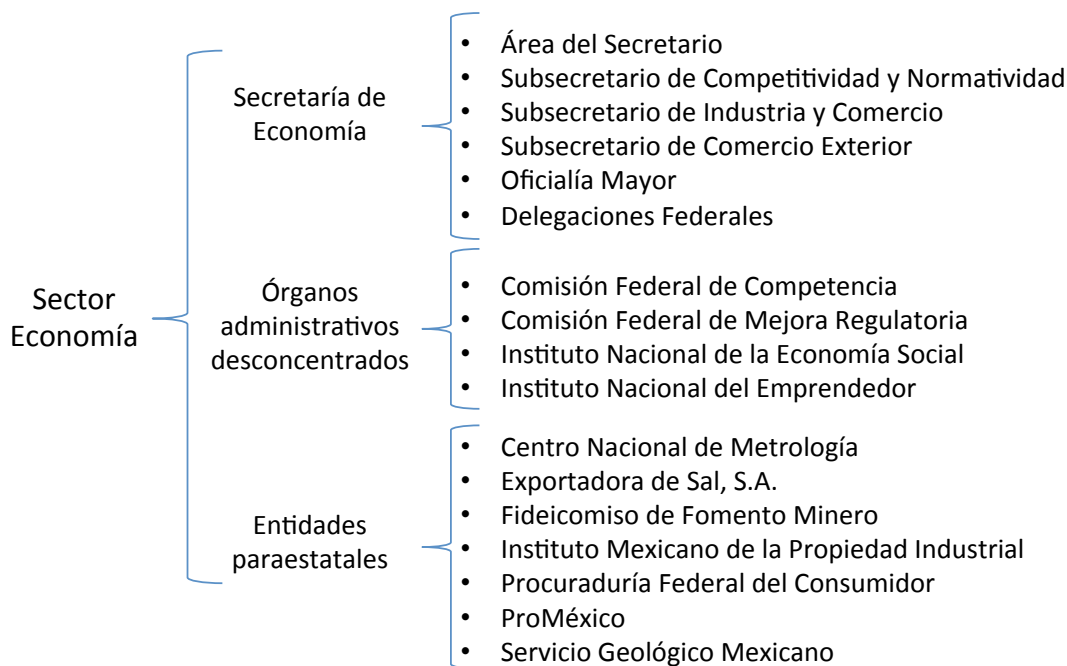 Sector
Economía
Secretaría de
Economía
• Área del Secretario
• Subsecretario de Competitividad y Normatividad
• Subsecretario de Industria y Comercio
• Subsecretario de Comercio Exterior
• Oficialía Mayor
• Delegaciones Federales
Órganos
administrativos
desconcentrados
• Comisión Federal de Competencia
• Comisión Federal de Mejora Regulatoria
• Instituto Nacional de la Economía Social
• Instituto Nacional del Emprendedor
Entidades
paraestatales
• Centro Nacional de Metrología
• Exportadora de Sal, S.A.
• Fideicomiso de Fomento Minero
• Instituto Mexicano de la Propiedad Industrial
• Procuraduría Federal del Consumidor
• ProMéxico
• Servicio Geológico Mexicano